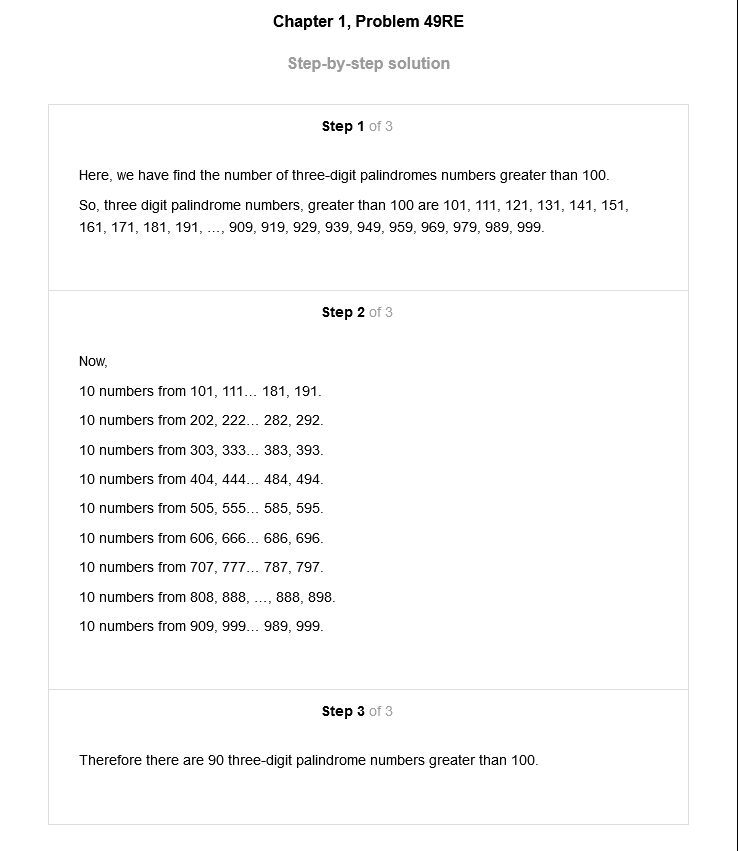 Chapter 1, Problem 49RE
Step-by-step solution
Step 1 of 3
Here, we have find the number of three-digit palindromes numbers greater than 100.
So, three digit palindrome numbers, greater than 100 are 101, 111, 121, 131, 141, 151,
161, 171, 181, 191, …, 909, 919, 929, 939, 949, 959, 969, 979, 989, 999.
Step 2 of 3
Now,
10 numbers from 101, 111… 181, 191.
10 numbers from 202, 222… 282, 292.
10 numbers from 303, 333… 383, 393.
10 numbers from 404, 444… 484, 494.
10 numbers from 505, 555… 585, 595.
10 numbers from 606, 666… 686, 696.
10 numbers from 707, 777… 787, 797.
10 numbers from 808, 888, …, 888, 898.
10 numbers from 909, 999… 989, 999.
Step 3 of 3
Therefore there are 90 three-digit palindrome numbers greater than 100.